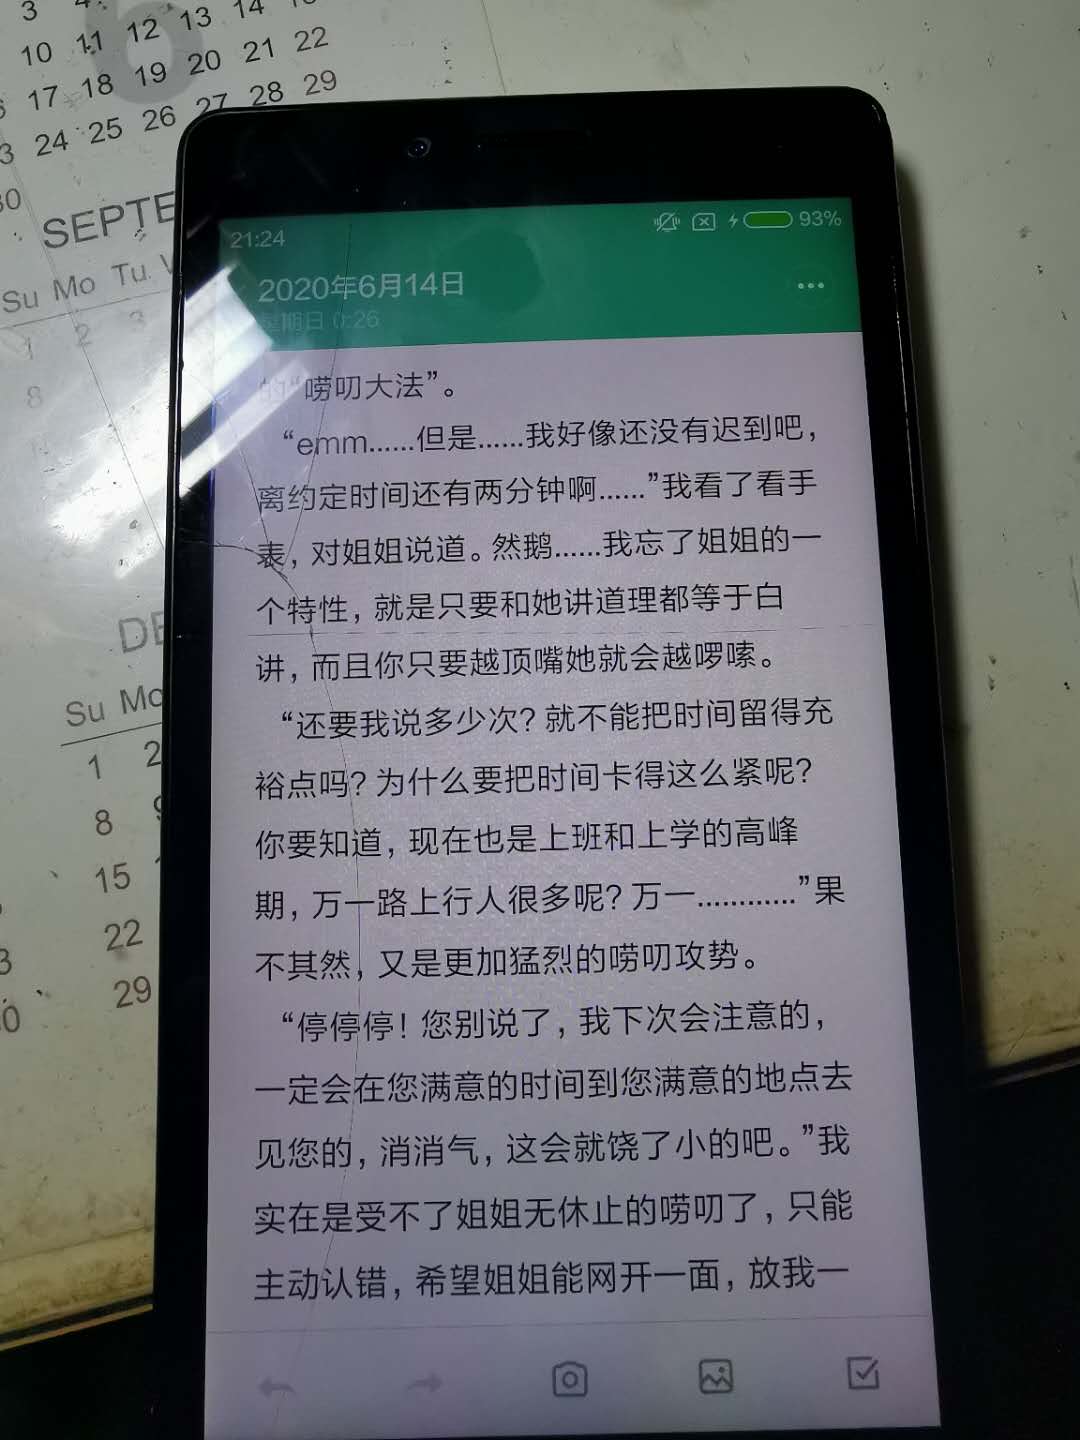 3 4
10 11 12 13 14
17 18 19 20 21 22
24 25 26 27 28 29
30
SEPTE
Su Mo Tu
1 2 3
8
DE
Su Mo
1 2
8 9
15
22
29
21:24
93%
2020年6月14日
星期日 0:26
的“唠叨大法”。
“emm……但是……我好像还没有迟到吧，
离约定时间还有两分钟啊……”我看了看手
表，对姐姐说道。然鹅……我忘了姐姐的一
个特性，就是只要和她讲道理都等于白
讲，而且你只要越顶嘴她就会越啰嗦。
“还要我说多少次？就不能把时间留得充
裕点吗？为什么要把时间卡得这么紧呢？
你要知道，现在也是上班和上学的高峰
期，万一路上行人很多呢？万一…………”果
不其然，又是更加猛烈的唠叨攻势。
“停停停！您别说了，我下次会注意的，
一定会在您满意的时间到您满意的地点去
见您的，消消气，这会就饶了小的吧。”我
实在是受不了姐姐无休止的唠叨了，只能
主动认错，希望姐姐能网开一面，放我一